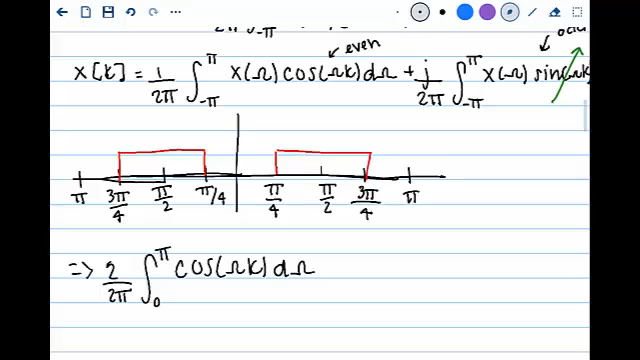 2π ∫-π^π
x[k] = 1/2π ∫-π^π X(Ω) cos(Ωk)dΩ + j/2π ∫-π^π X(Ω) sin(Ωk)
even
π 3π/4 π/2 π/4 π/4 π/2 3π/4 π
=> 2/2π ∫0^π cos(Ωk) dΩ